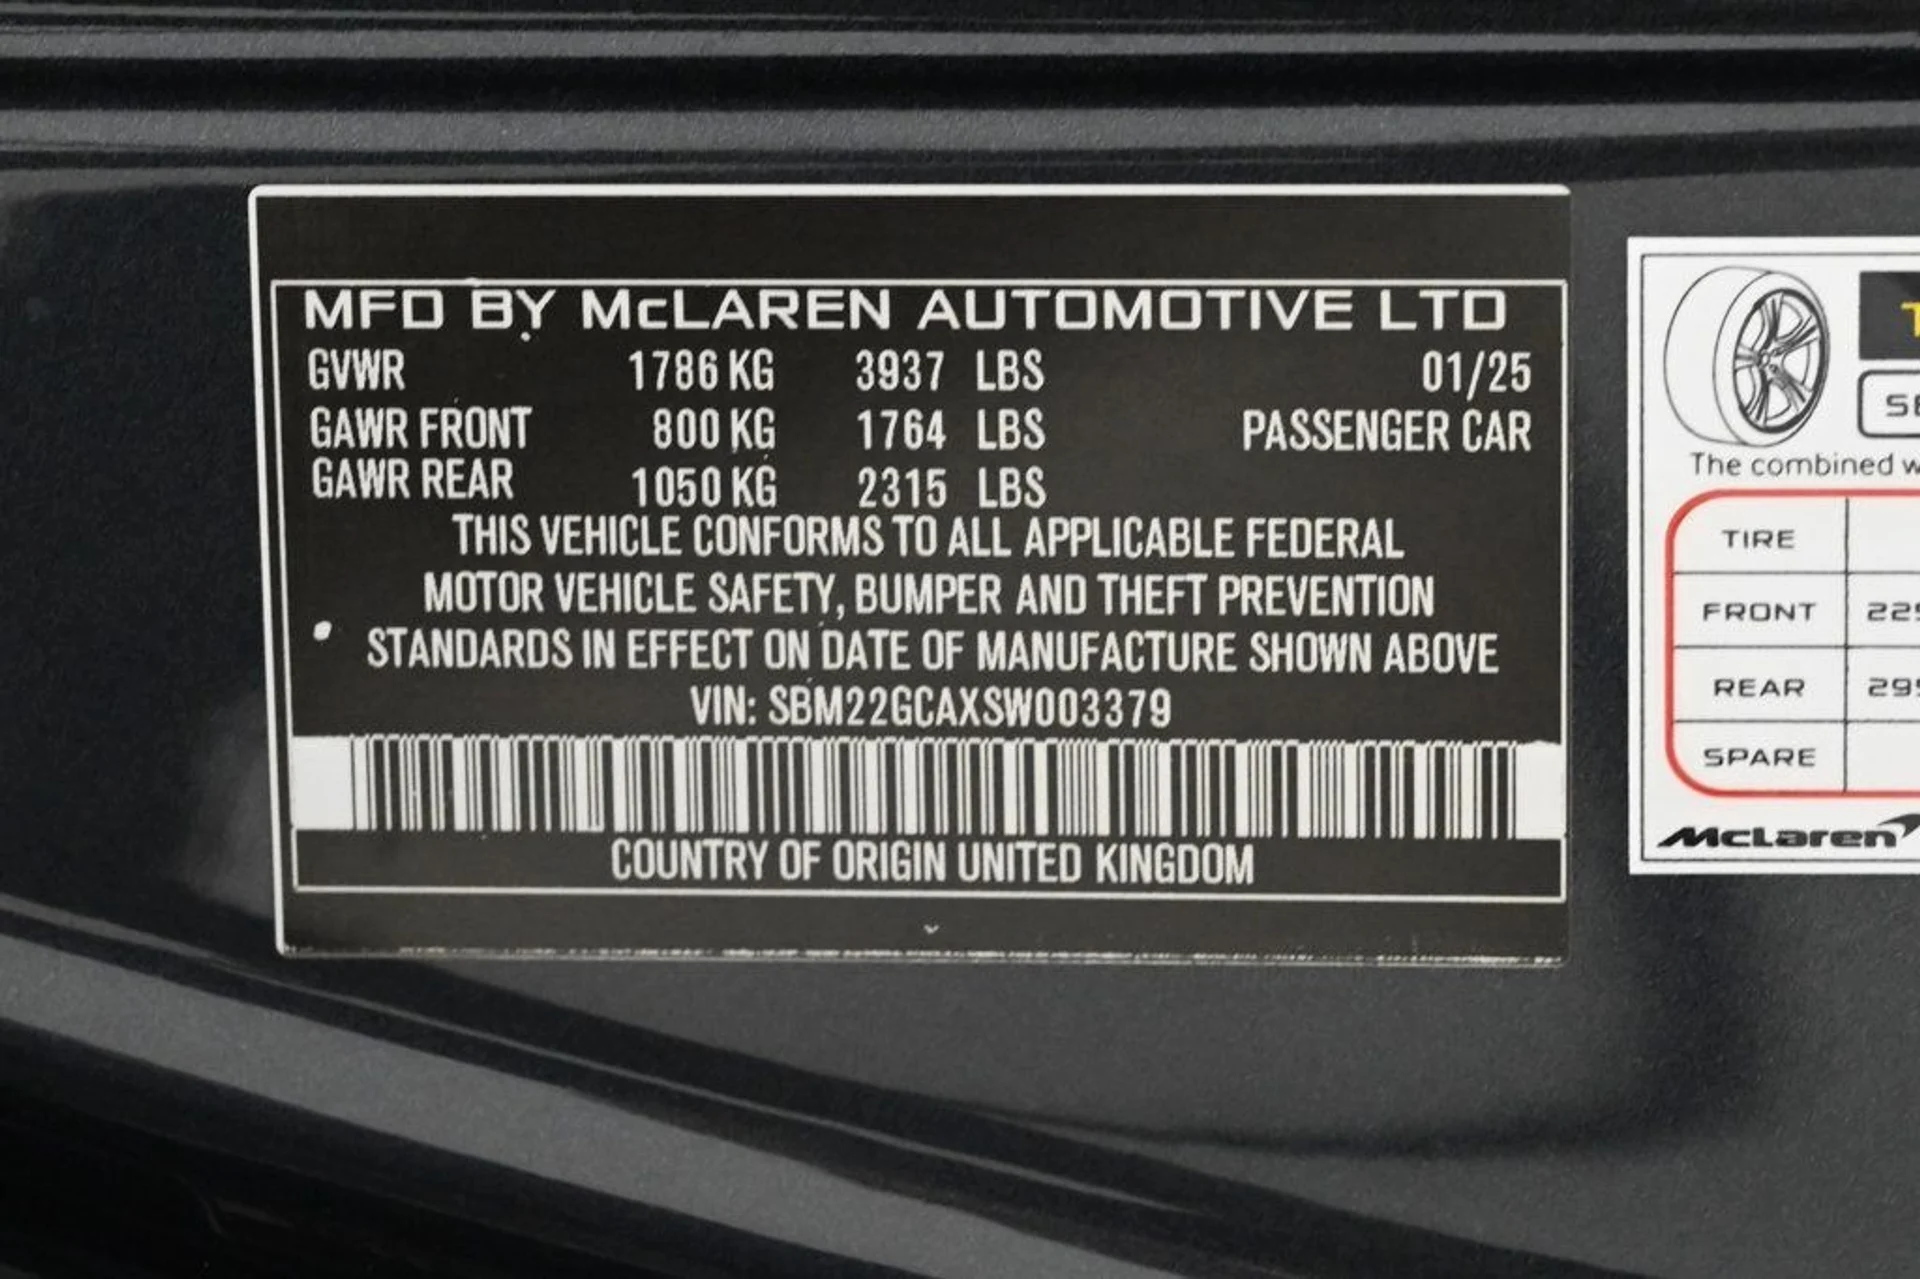 MFD BY McLAREN AUTOMOTIVE LTD
GVWR 1786 KG 3937 LBS 01/25
GAWR FRONT 800 KG 1764 LBS PASSENGER CAR
GAWR REAR 1050 KG 2315 LBS
THIS VEHICLE CONFORMS TO ALL APPLICABLE FEDERAL
MOTOR VEHICLE SAFETY, BUMPER AND THEFT PREVENTION
STANDARDS IN EFFECT ON DATE OF MANUFACTURE SHOWN ABOVE
VIN: SBM22GCAXSW003379
COUNTRY OF ORIGIN UNITED KINGDOM
The combined
TIRE
FRONT
REAR
SPARE
McLaren